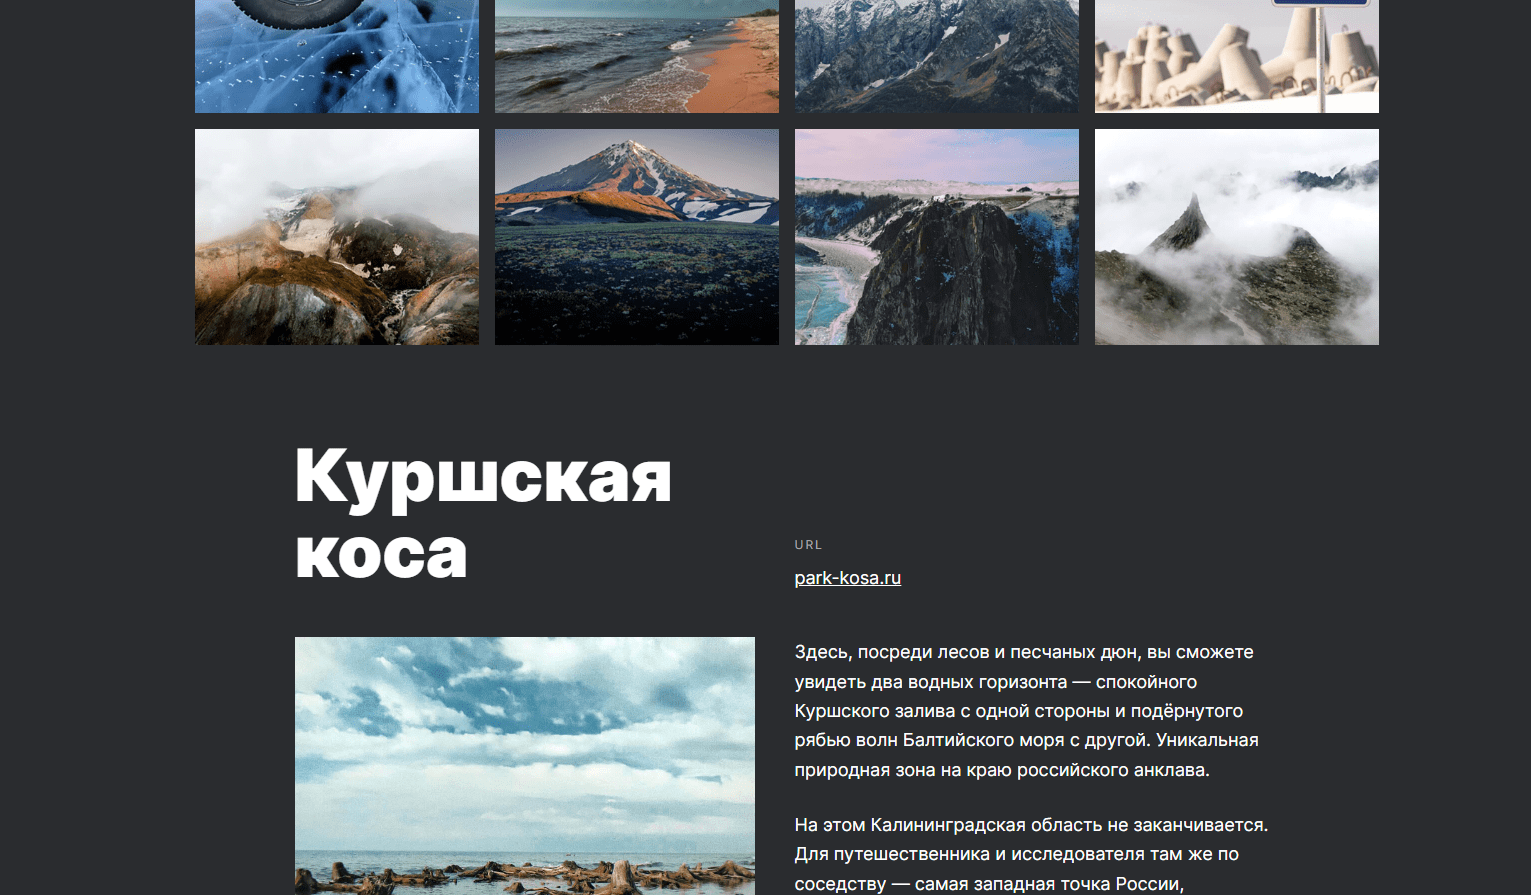 Куршская
коса
URL
park-kosa.ru
Здесь, посреди лесов и песчаных дюн, вы сможете
увидеть два водных горизонта — спокойного
Куршского залива с одной стороны и подёрнутого
рябью волн Балтийского моря с другой. Уникальная
природная зона на краю российского анклава.
На этом Калининградская область не заканчивается.
Для путешественника и исследователя там же по
соседству — самая западная точка России,